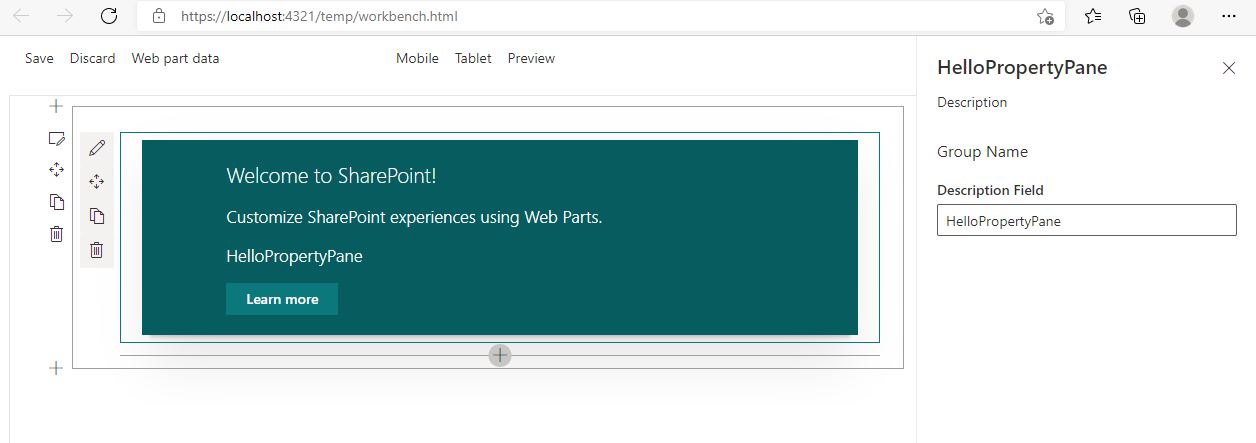 https://localhost:4321/temp/workbench.html
Save Discard Web part data Mobile Tablet Preview
Welcome to SharePoint!
Customize SharePoint experiences using Web Parts.
HelloPropertyPane
Learn more
HelloPropertyPane
Description
Group Name
Description Field
HelloPropertyPane